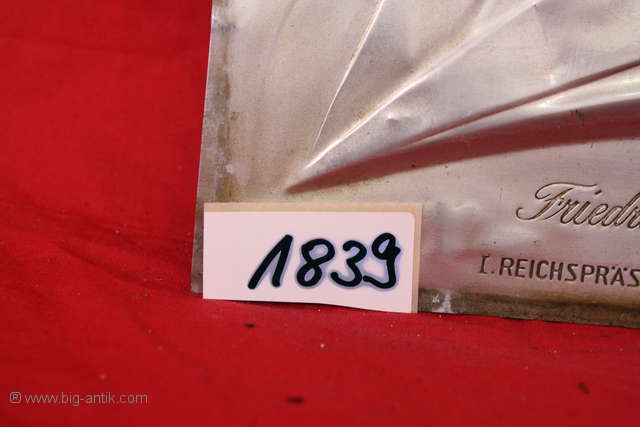 Friedr
I. REICHSPRÄS
1839
® www.big-antik.com